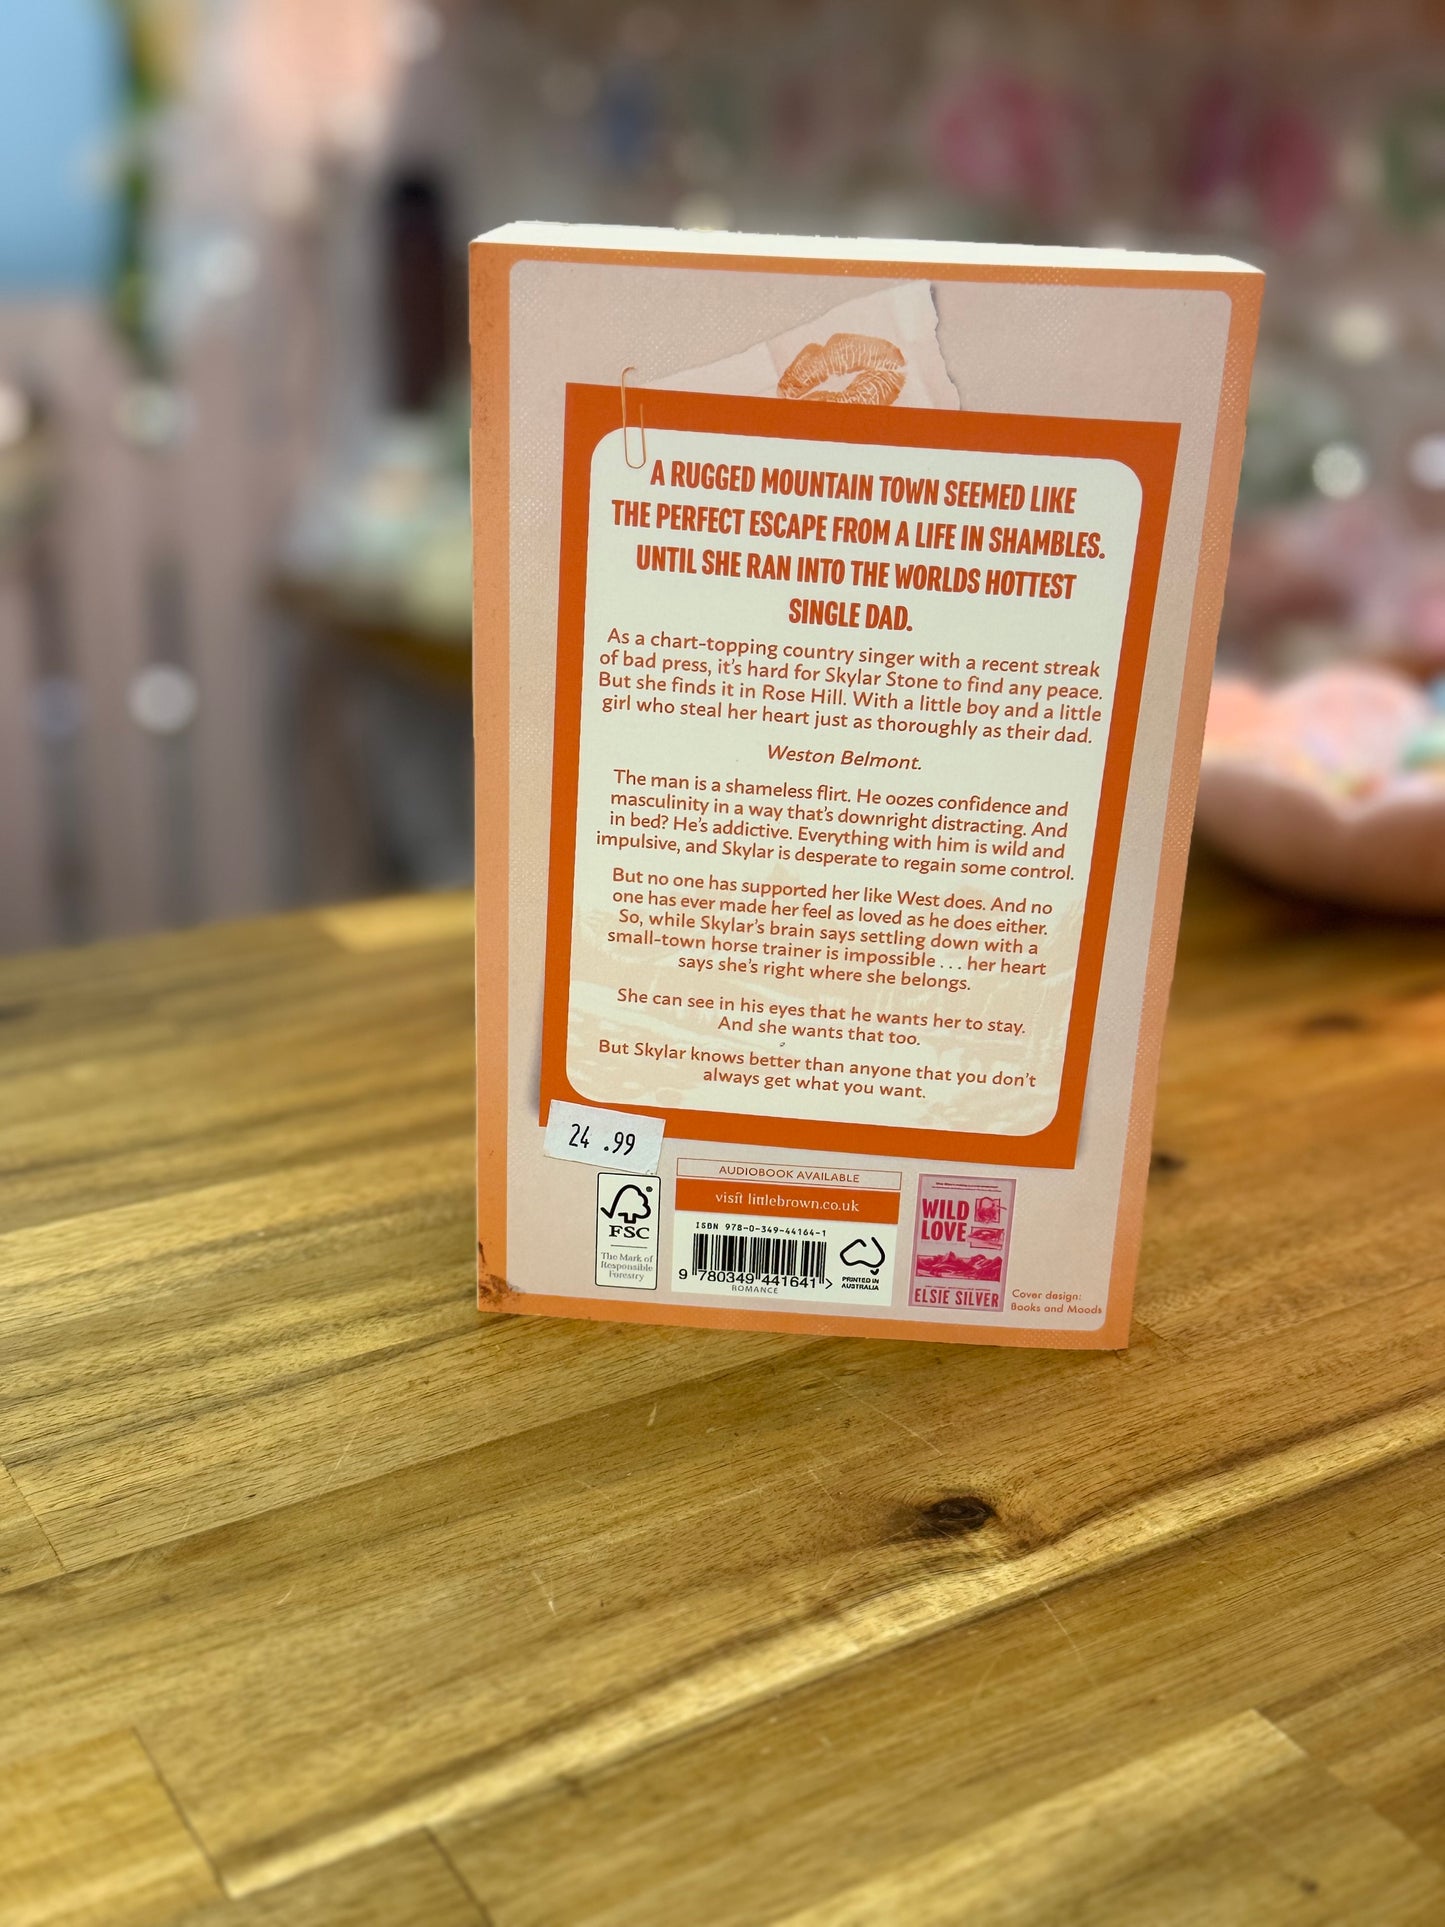 A RUGGED MOUNTAIN TOWN SEEMED LIKE
THE PERFECT ESCAPE FROM A LIFE IN SHAMBLES.
UNTIL SHE RAN INTO THE WORLDS HOTTEST
SINGLE DAD.
As a chart-topping country singer with a recent streak
of bad press, it's hard for Skylar Stone to find any peace.
But she finds it in Rose Hill. With a little boy and a little
girl who steal her heart just as thoroughly as their dad.
Weston Belmont.
The man is a shameless flirt. He oozes confidence and
masculinity in a way that's downright distracting. And
in bed? He's addictive. Everything with him is wild and
impulsive, and Skylar is desperate to regain some control.
But no one has supported her like West does. And no
one has ever made her feel as loved as he does either.
So, while Skylar's brain says settling down with a
small-town horse trainer is impossible . . . her heart
says she's right where she belongs.
She can see in his eyes that he wants her to stay.
And she wants that too.
But Skylar knows better than anyone that you don't
always get what you want.
24 .99
FSC
The Mark of
Responsible
Forestry
AUDIOBOOK AVAILABLE
visit littlebrown.co.uk
ISBN 978-0-349-44164-1
9 780349 441641 >
ROMANCE
PRINTED IN
AUSTRALIA
WILD
LOVE
ELSIE SILVER
Cover design:
Books and Moods